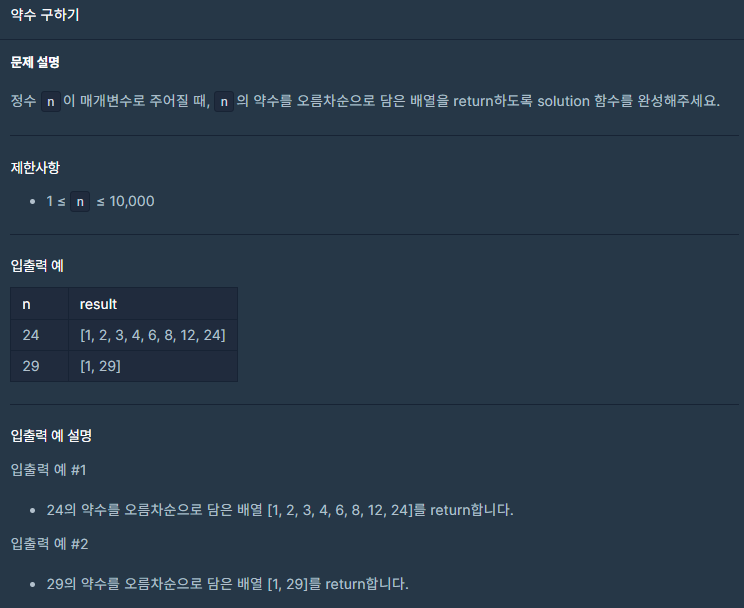 약수 구하기
문제 설명
정수 n 이 매개변수로 주어질 때, n 의 약수를 오름차순으로 담은 배열을 return하도록 solution 함수를 완성해주세요.
제한사항
• 1 ≤ n ≤ 10,000
입출력 예
n result
24 [1, 2, 3, 4, 6, 8, 12, 24]
29 [1, 29]
입출력 예 설명
입출력 예 #1
• 24의 약수를 오름차순으로 담은 배열 [1, 2, 3, 4, 6, 8, 12, 24]를 return합니다.
입출력 예 #2
• 29의 약수를 오름차순으로 담은 배열 [1, 29]를 return합니다.